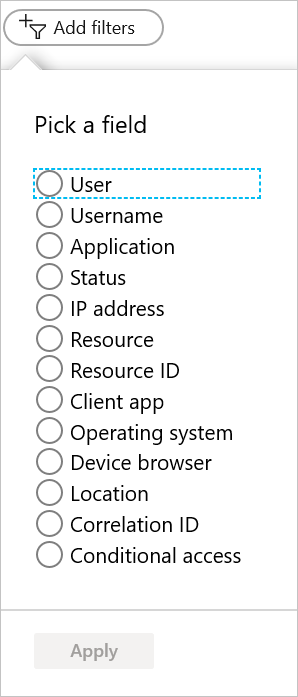 Add filters
Pick a field
User
Username
Application
Status
IP address
Resource
Resource ID
Client app
Operating system
Device browser
Location
Correlation ID
Conditional access
Apply